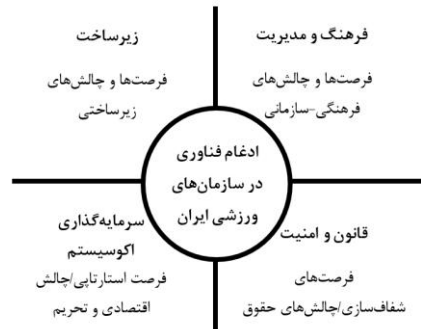 فرهنگ و مدیریت
فرصت‌ها و چالش‌های
فرهنگی-سازمانی
زیرساخت
فرصت‌ها و چالش‌های
زیرساختی
ادغام فناوری
در سازمان‌های
ورزشی ایران
قانون و امنیت
فرصت‌های
شفاف‌سازی/چالش‌های حقوق
سرمایه‌گذاری
اکوسیستم
فرصت استارتاپی/چالش
اقتصادی و تحریم